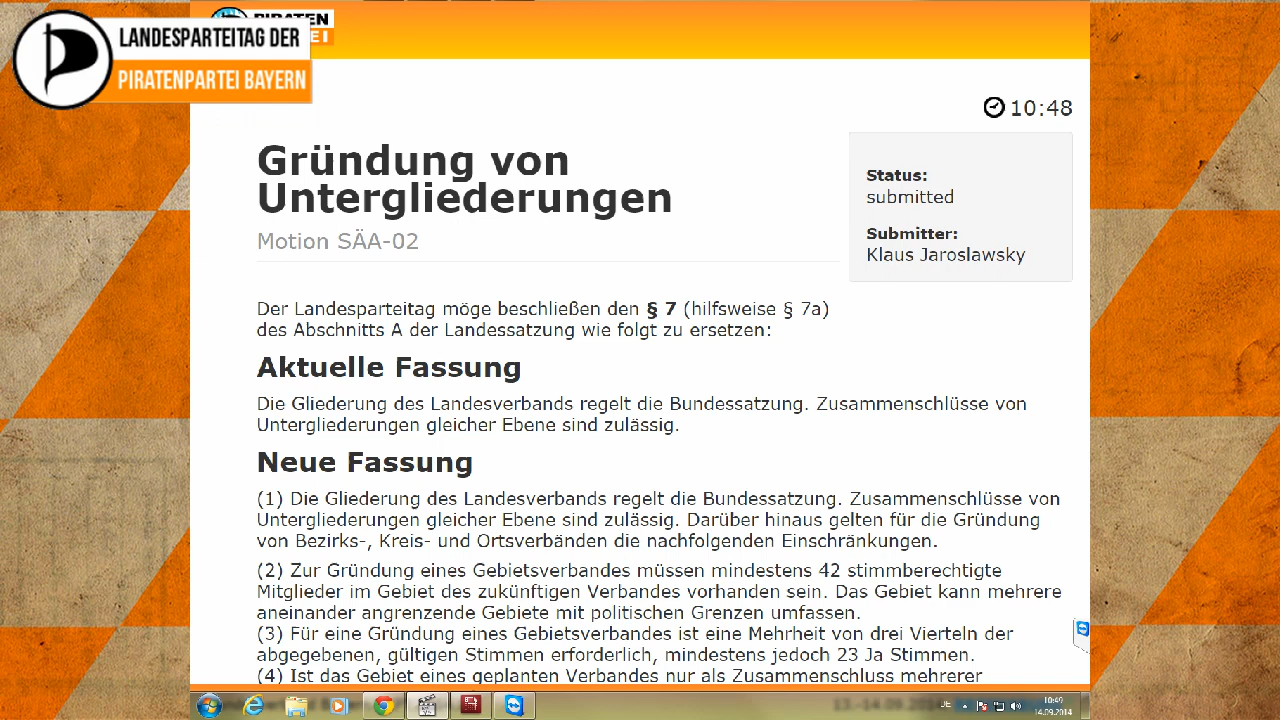 PIRATEN
LANDESPARTEITAG DER
PIRATENPARTEI BAYERN
10:48
Gründung von
Untergliederungen
Motion SÄA-02
Status:
submitted
Submitter:
Klaus Jaroslawsky
Der Landesparteitag möge beschließen den § 7 (hilfsweise § 7a)
des Abschnitts A der Landessatzung wie folgt zu ersetzen:
Aktuelle Fassung
Die Gliederung des Landesverbands regelt die Bundessatzung. Zusammenschlüsse von
Untergliederungen gleicher Ebene sind zulässig.
Neue Fassung
(1) Die Gliederung des Landesverbands regelt die Bundessatzung. Zusammenschlüsse von
Untergliederungen gleicher Ebene sind zulässig. Darüber hinaus gelten für die Gründung
von Bezirks-, Kreis- und Ortsverbänden die nachfolgenden Einschränkungen.
(2) Zur Gründung eines Gebietsverbandes müssen mindestens 42 stimmberechtigte
Mitglieder im Gebiet des zukünftigen Verbandes vorhanden sein. Das Gebiet kann mehrere
aneinander angrenzende Gebiete mit politischen Grenzen umfassen.
(3) Für eine Gründung eines Gebietsverbandes ist eine Mehrheit von drei Vierteln der
abgegebenen, gültigen Stimmen erforderlich, mindestens jedoch 23 Ja Stimmen.
(4) Ist das Gebiet eines geplanten Verbandes nur als Zusammenschluss mehrerer
DE
10:49
14.09.2014